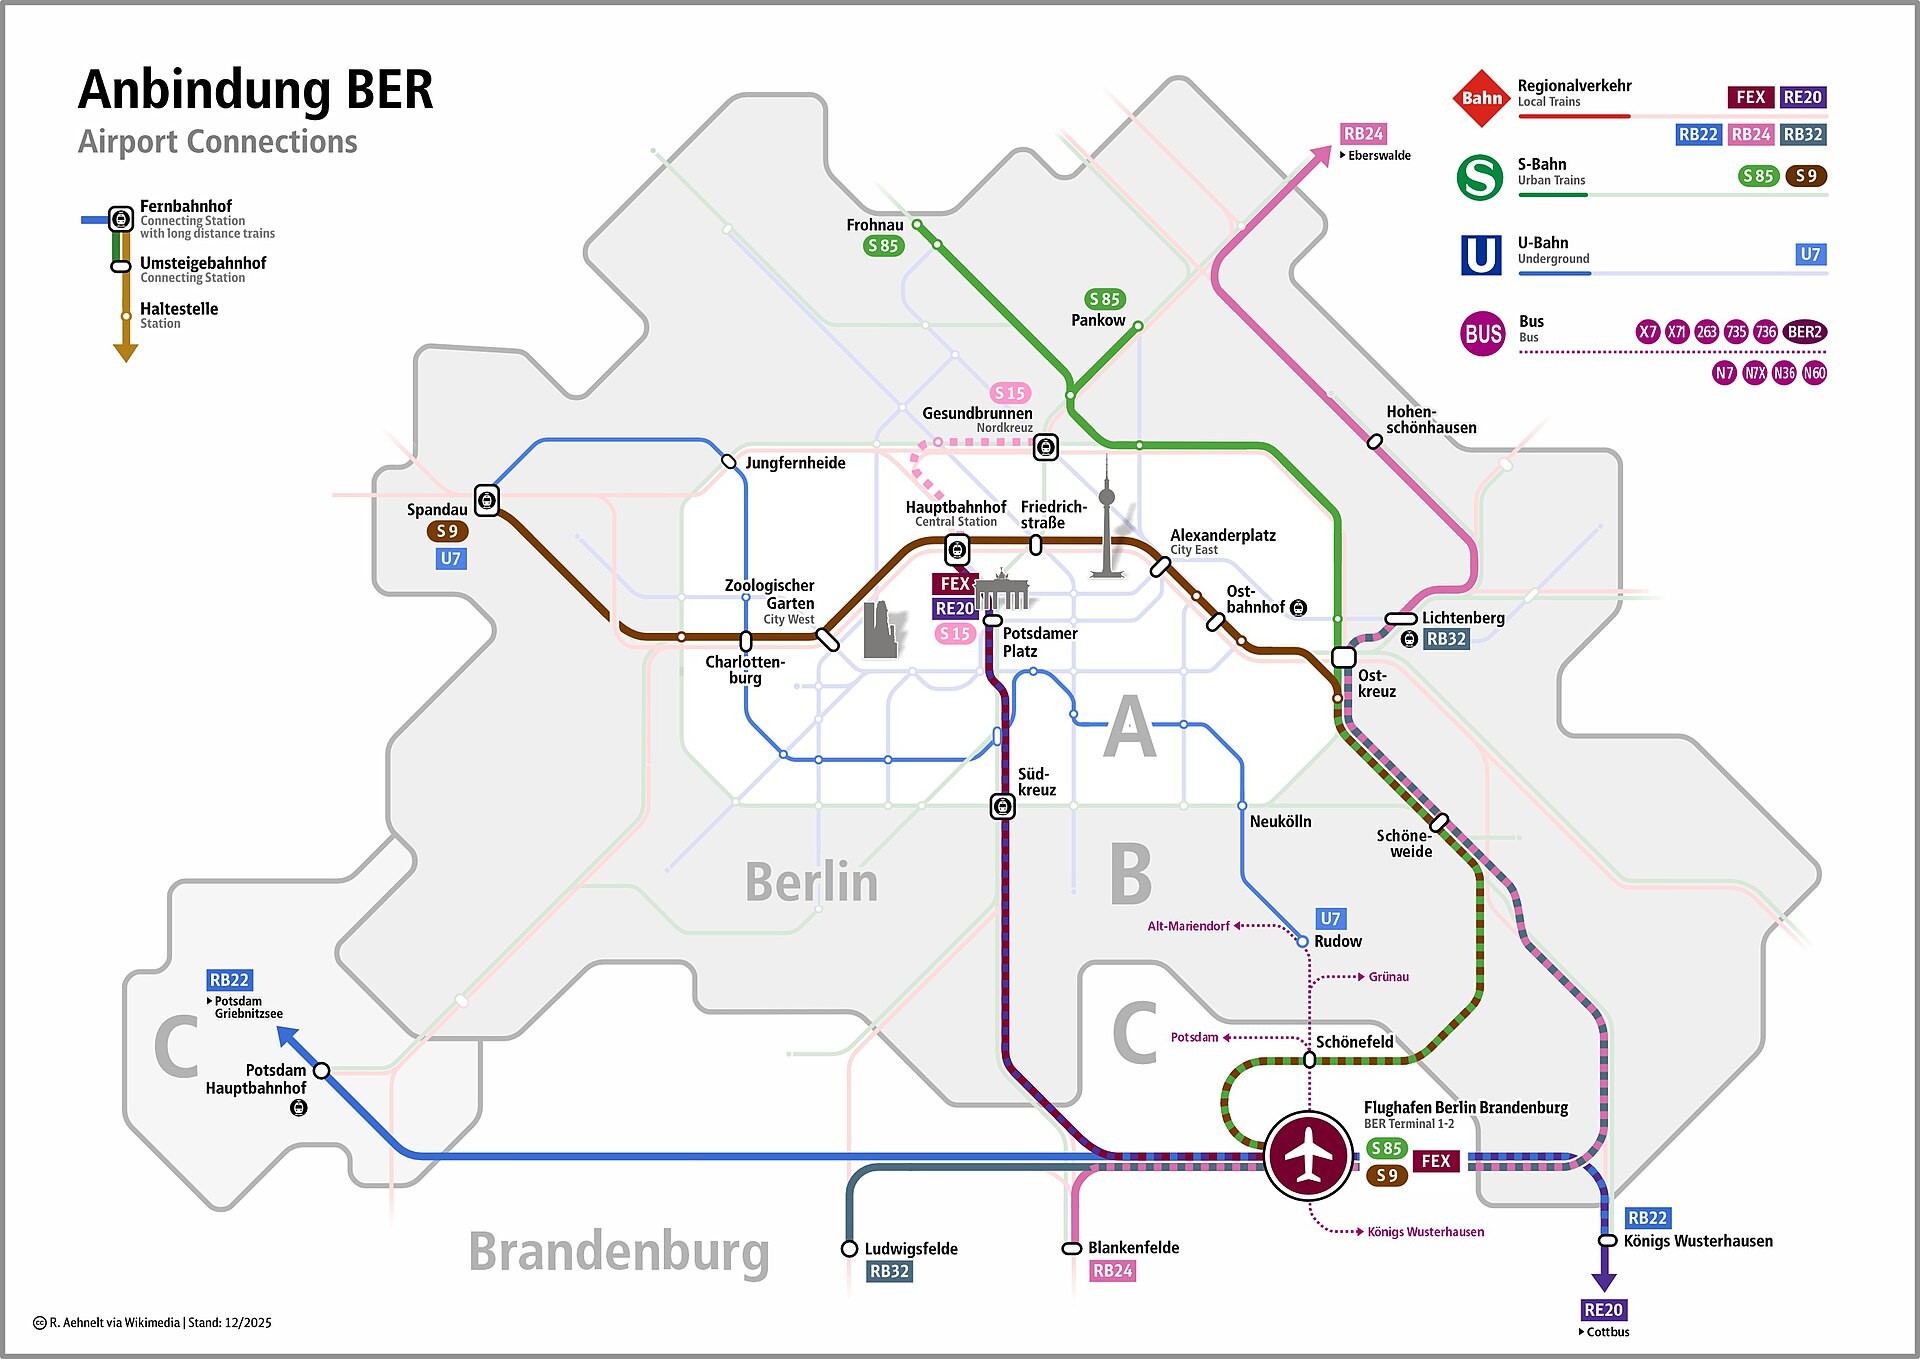 Anbindung BER
Airport Connections
Fernbahnhof
Connecting Station
with long distance trains
Umsteigebahnhof
Connecting Station
Haltestelle
Station
Bahn
Regionalverkehr
Local Trains
FEX RE20
RB22 RB24 RB32
S
S-Bahn
Urban Trains
S 85 S 9
U
U-Bahn
Underground
U7
BUS
Bus
Bus
X7 X71 263 735 736 BER2
N7 N7X N36 N60
RB24
Eberswalde
Frohnau
S 85
S 85
Pankow
S 15
Gesundbrunnen
Nordkreuz
Hohen-
schönhausen
Jungfernheide
Spandau
S 9
U7
Hauptbahnhof
Central Station
Friedrich-
straße
Alexanderplatz
City East
FEX
RE20
S 15
Zoologischer
Garten
City West
Ost-
bahnhof
Lichtenberg
RB32
Potsdamer
Platz
Charlotten-
burg
Ost-
kreuz
A
Süd-
kreuz
Neukölln
Schöne-
weide
Berlin
B
U7
Rudow
Alt-Mariendorf
Grünau
RB22
Potsdam
Griebnitzsee
C
C
Potsdam
Schönefeld
Potsdam
Hauptbahnhof
Flughafen Berlin Brandenburg
BER Terminal 1-2
S 85
S 9
FEX
Königs Wusterhausen
RB22
Königs Wusterhausen
Brandenburg
Ludwigsfelde
RB32
Blankenfelde
RB24
RE20
Cottbus
cc R. Aehnelt via Wikimedia | Stand: 12/2025